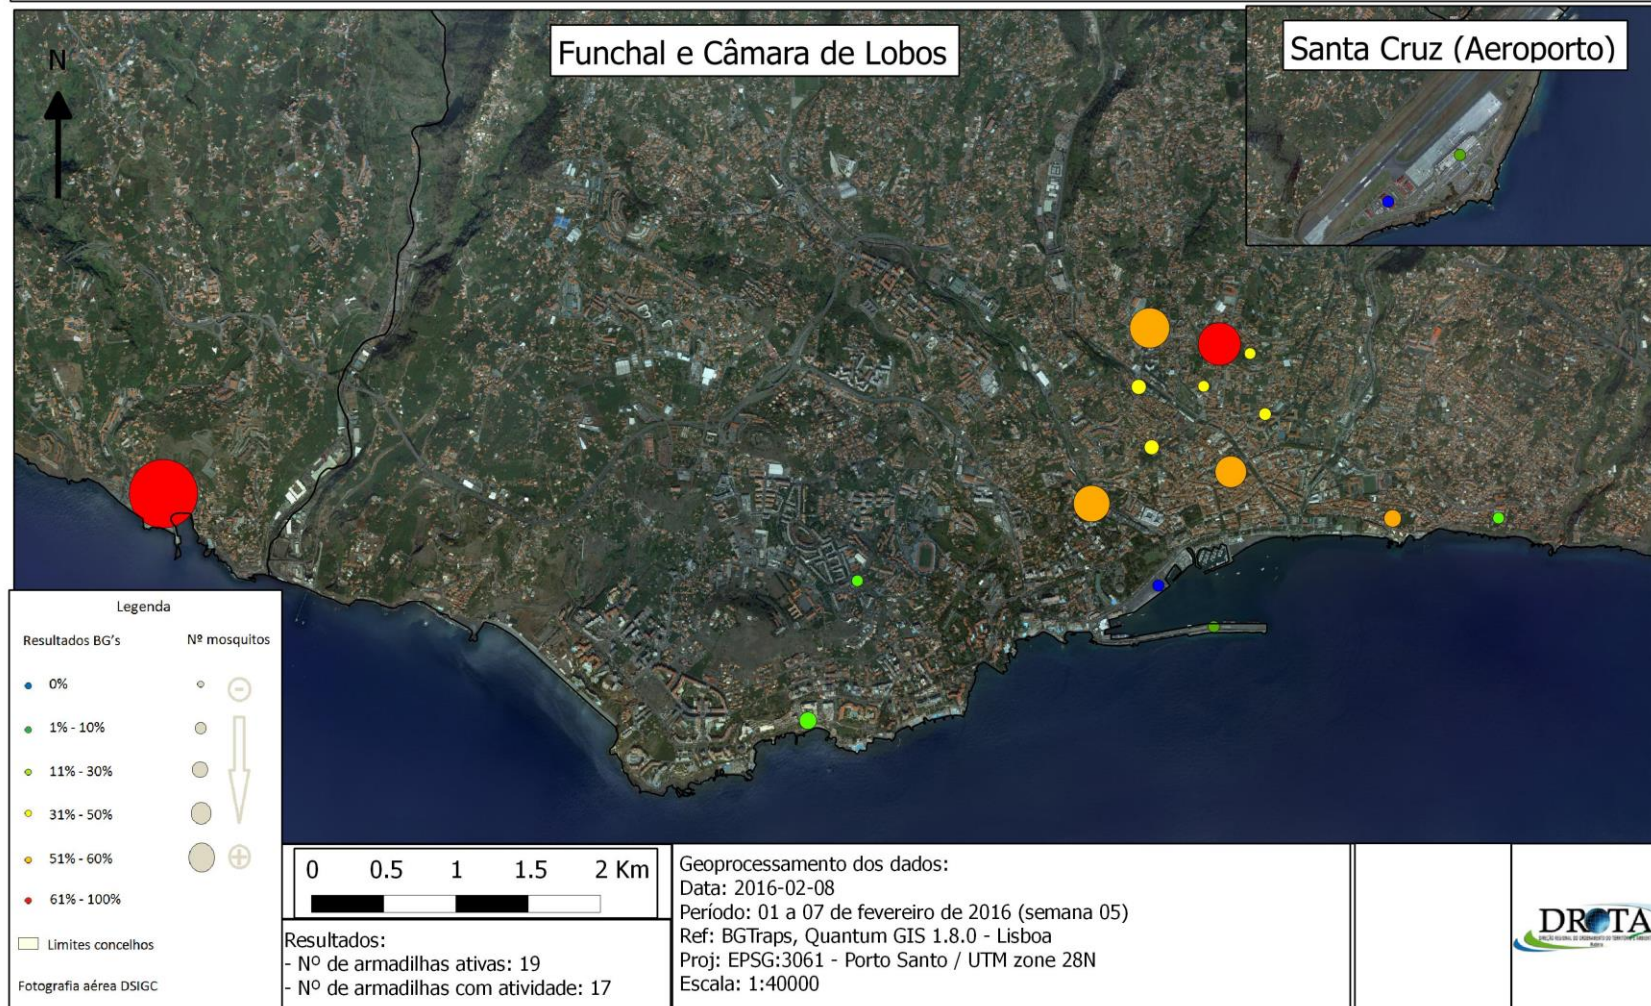 Funchal e Câmara de Lobos
Santa Cruz (Aeroporto)
N
Legenda
Resultados BG's Nº mosquitos
0%
1% - 10%
11% - 30%
31% - 50%
51% - 60%
61% - 100%
Limites concelhos
Fotografia aérea DSIGC
0 0.5 1 1.5 2 Km
Resultados:
- Nº de armadilhas ativas: 19
- Nº de armadilhas com atividade: 17
Geoprocessamento dos dados:
Data: 2016-02-08
Período: 01 a 07 de fevereiro de 2016 (semana 05)
Ref: BGTraps, Quantum GIS 1.8.0 - Lisboa
Proj: EPSG:3061 - Porto Santo / UTM zone 28N
Escala: 1:40000
DROTA